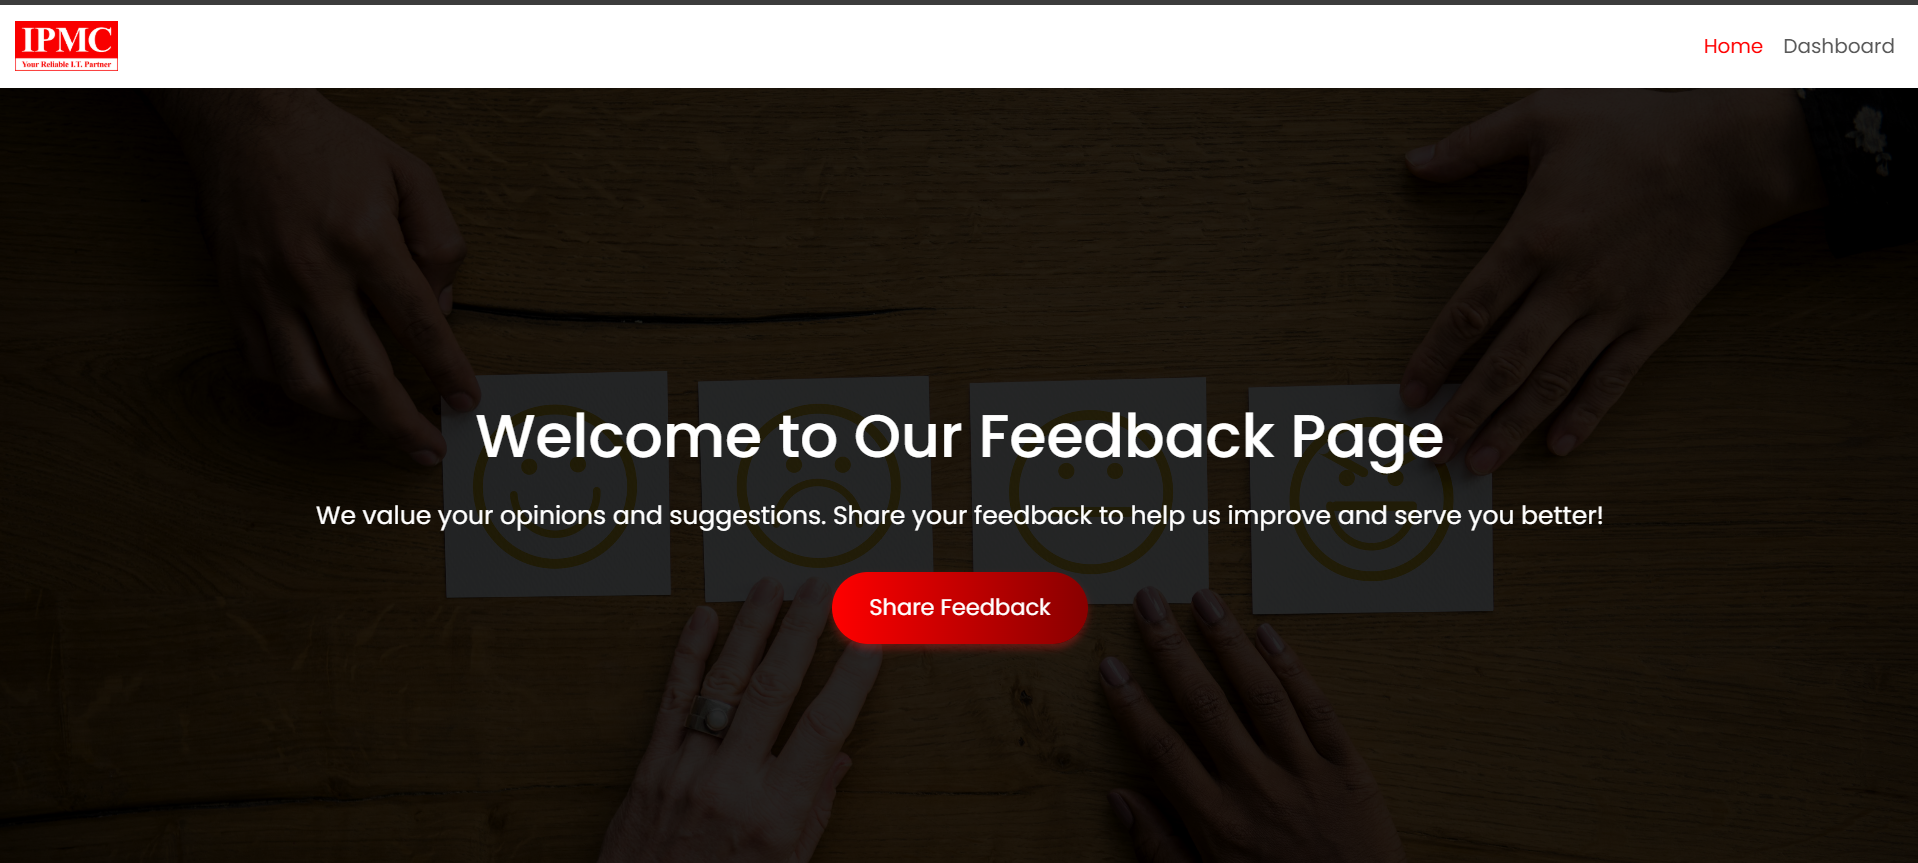 IPMC
Your Reliable I.T. Partner
Home Dashboard
Welcome to Our Feedback Page
We value your opinions and suggestions. Share your feedback to help us improve and serve you better!
Share Feedback